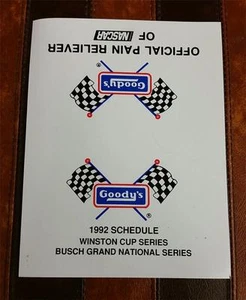 OFFICIAL PAIN RELIEVER
OF NASCAR
Goody's
®
Goody's
®
1992 SCHEDULE
WINSTON CUP SERIES
BUSCH GRAND NATIONAL SERIES